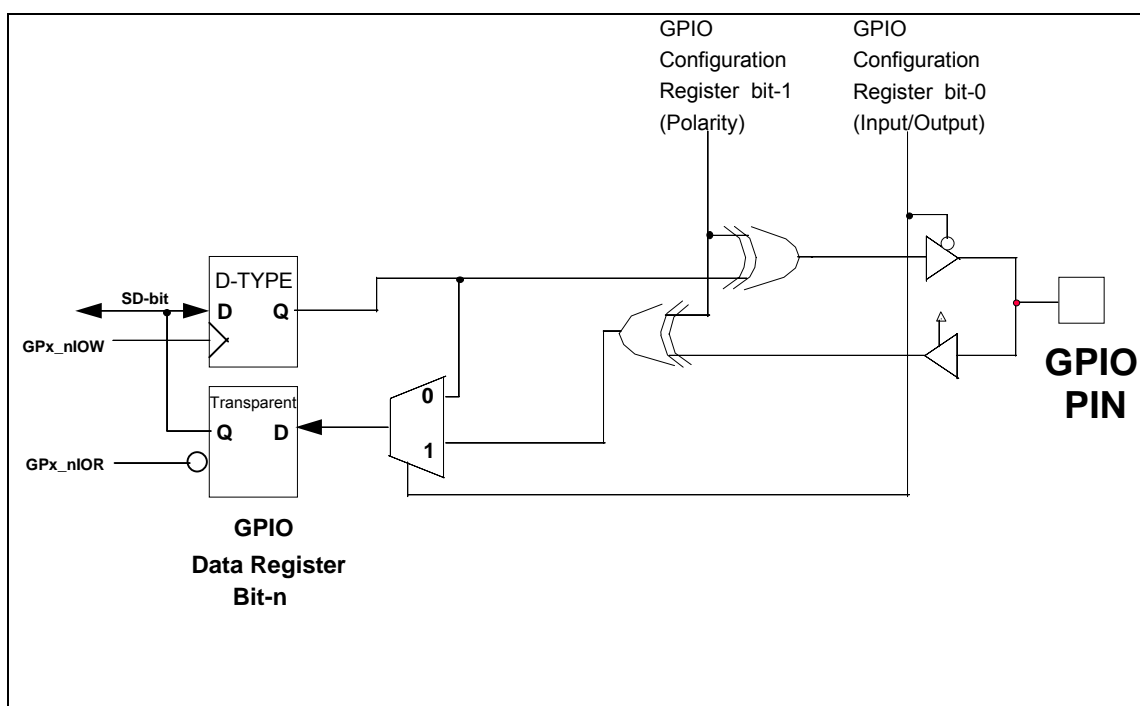 GPIO
Configuration
Register bit-1
(Polarity)
GPIO
Configuration
Register bit-0
(Input/Output)
D-TYPE
SD-bit
D
Q
GPx_nIOW
Transparent
Q
D
GPx_nIOR
0
1
GPIO
PIN
GPIO
Data Register
Bit-n